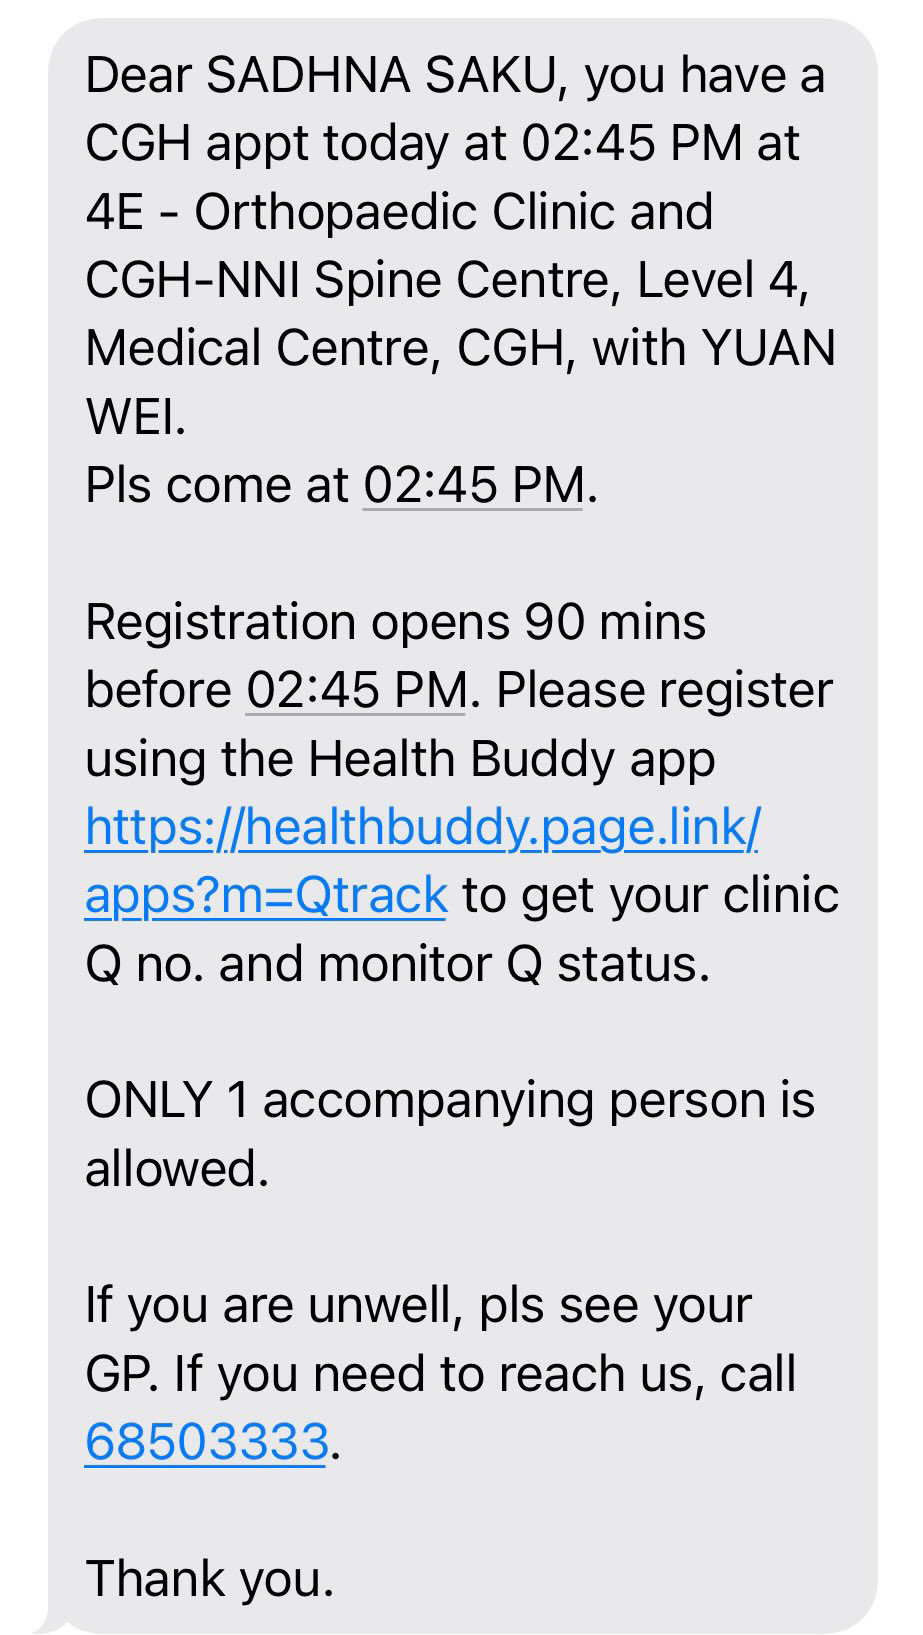 Dear SADHNA SAKU, you have a
CGH appt today at 02:45 PM at
4E - Orthopaedic Clinic and
CGH-NNI Spine Centre, Level 4,
Medical Centre, CGH, with YUAN
WEI.
Pls come at 02:45 PM.
Registration opens 90 mins
before 02:45 PM. Please register
using the Health Buddy app
https://healthbuddy.page.link/
apps?m=Qtrack to get your clinic
Q no. and monitor Q status.
ONLY 1 accompanying person is
allowed.
If you are unwell, pls see your
GP. If you need to reach us, call
68503333.
Thank you.